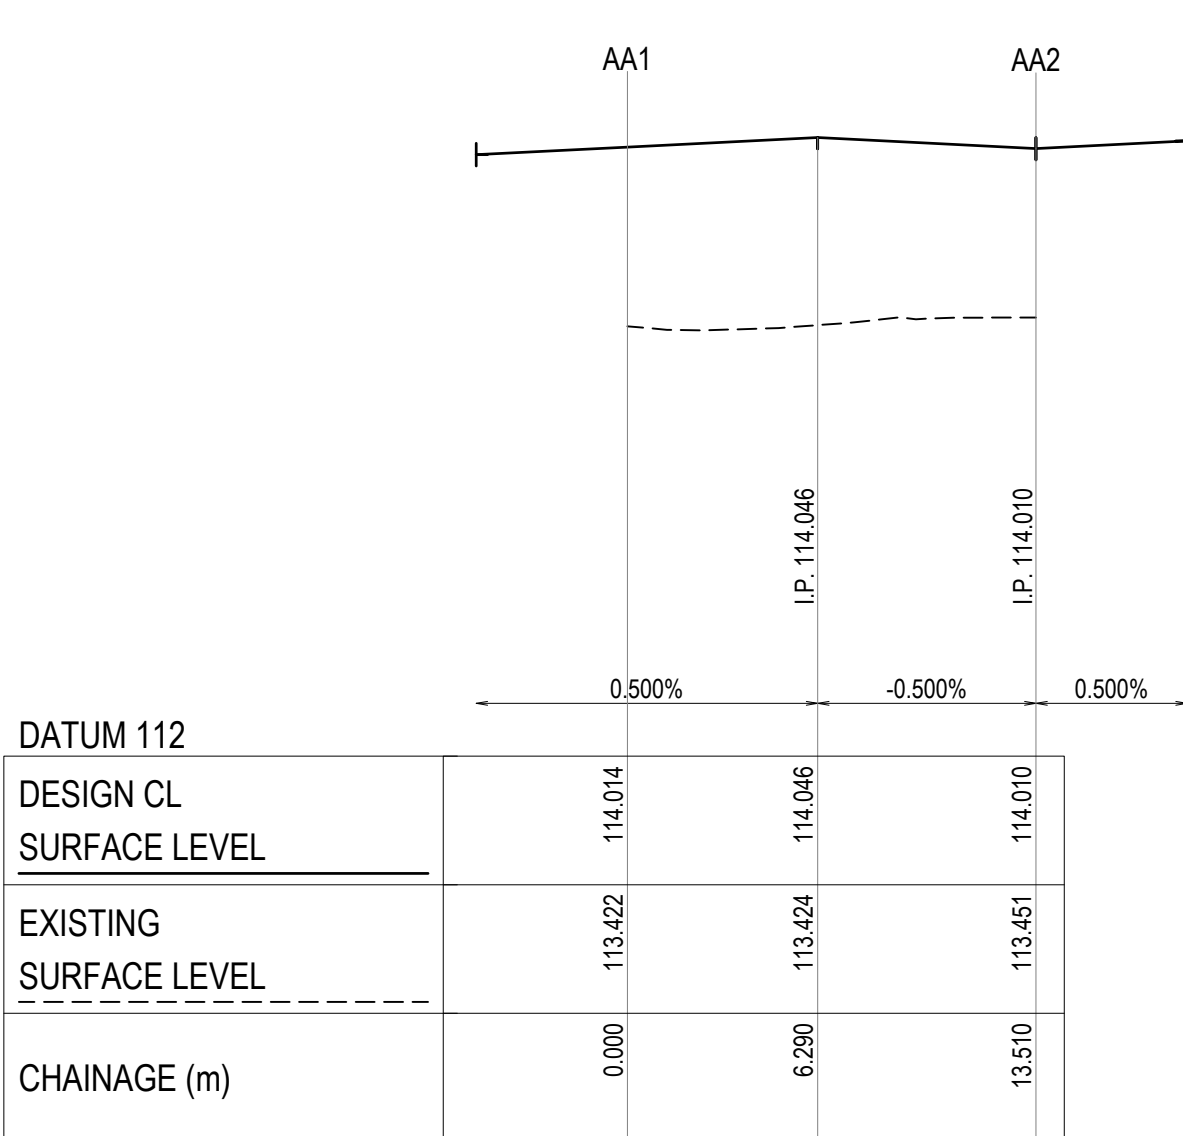 AA1
AA2
I.P. 114.046
I.P. 114.010
0.500%
-0.500%
0.500%
DATUM 112
DESIGN CL
SURFACE LEVEL
114.014
114.046
114.010
EXISTING
SURFACE LEVEL
113.422
113.424
113.451
CHAINAGE (m)
0.000
6.290
13.510